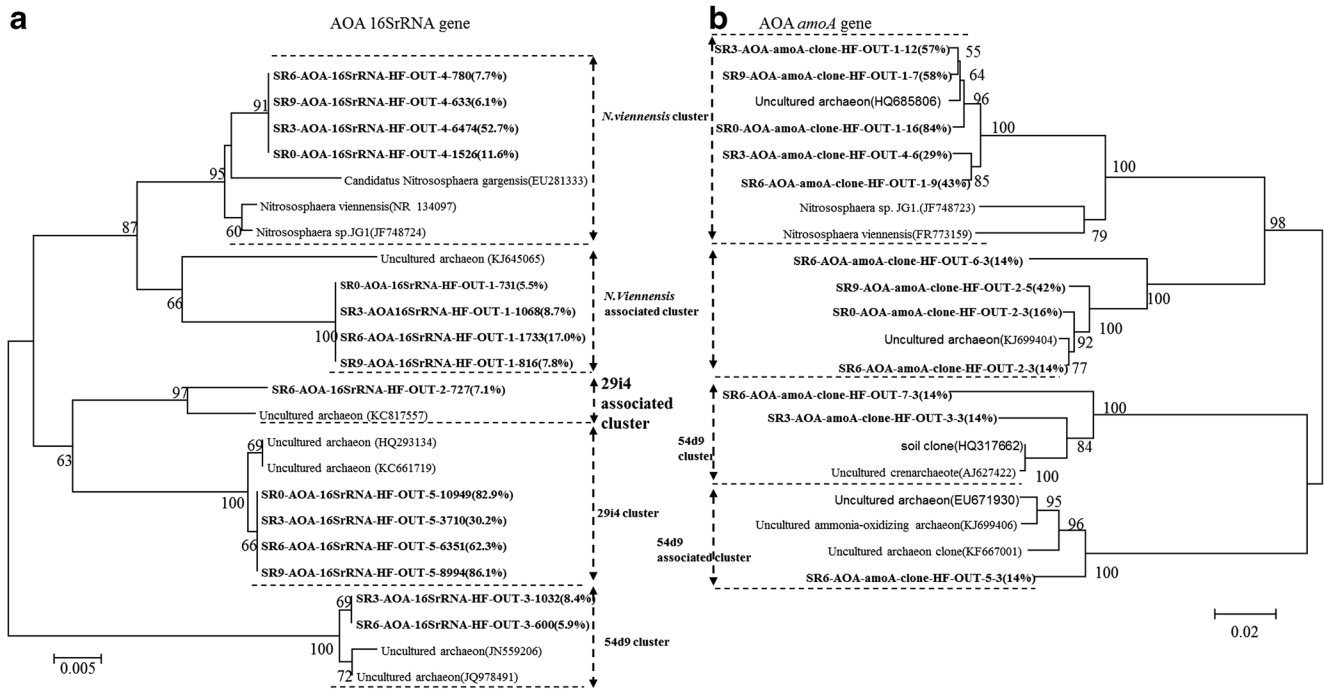 a
AOA 16SrRNA gene
SR6-AOA-16SrRNA-HF-OUT-4-780(7.7%)
91
SR9-AOA-16SrRNA-HF-OUT-4-633(6.1%)
SR3-AOA-16SrRNA-HF-OUT-4-6474(52.7%)
SR0-AOA-16SrRNA-HF-OUT-4-1526(11.6%)
95
Candidatus Nitrososphaera gargensis(EU281333)
Nitrososphaera viennensis(NR 134097)
60
Nitrososphaera sp.JG1(JF748724)
N.viennensis cluster
87
Uncultured archaeon (KJ645065)
66
SR0-AOA-16SrRNA-HF-OUT-1-731(5.5%)
SR3-AOA16SrRNA-HF-OUT-1-1068(8.7%)
100
SR6-AOA-16SrRNA-HF-OUT-1-1733(17.0%)
SR9-AOA-16SrRNA-HF-OUT-1-816(7.8%)
N.Viennensis
associated cluster
97
SR6-AOA-16SrRNA-HF-OUT-2-727(7.1%)
Uncultured archaeon (KC817557)
29i4
associated
cluster
63
69
Uncultured archaeon (HQ293134)
Uncultured archaeon (KC661719)
100
SR0-AOA-16SrRNA-HF-OUT-5-10949(82.9%)
SR3-AOA-16SrRNA-HF-OUT-5-3710(30.2%)
66
SR6-AOA-16SrRNA-HF-OUT-5-6351(62.3%)
SR9-AOA-16SrRNA-HF-OUT-5-8994(86.1%)
29i4 cluster
69
SR3-AOA-16SrRNA-HF-OUT-3-1032(8.4%)
SR6-AOA-16SrRNA-HF-OUT-3-600(5.9%)
100
Uncultured archaeon(JN559206)
72
Uncultured archaeon(JQ978491)
54d9 cluster
0.005
b
AOA amoA gene
SR3-AOA-amoA-clone-HF-OUT-1-12(57%)
55
SR9-AOA-amoA-clone-HF-OUT-1-7(58%)
64
Uncultured archaeon(HQ685806)
96
SR0-AOA-amoA-clone-HF-OUT-1-16(84%)
100
SR3-AOA-amoA-clone-HF-OUT-4-6(29%)
SR6-AOA-amoA-clone-HF-OUT-1-9(43%)
85
100
Nitrososphaera sp. JG1.(JF748723)
Nitrososphaera viennensis(FR773159)
79
98
SR6-AOA-amoA-clone-HF-OUT-6-3(14%)
SR9-AOA-amoA-clone-HF-OUT-2-5(42%)
100
SR0-AOA-amoA-clone-HF-OUT-2-3(16%)
100
Uncultured archaeon(KJ699404)
92
SR6-AOA-amoA-clone-HF-OUT-2-3(14%)
77
SR6-AOA-amoA-clone-HF-OUT-7-3(14%)
100
SR3-AOA-amoA-clone-HF-OUT-3-3(14%)
soil clone(HQ317662)
84
Uncultured crenarchaeote(AJ627422)
100
54d9
cluster
Uncultured archaeon(EU671930)
95
Uncultured ammonia-oxidizing archaeon(KJ699406)
96
Uncultured archaeon clone(KF667001)
SR6-AOA-amoA-clone-HF-OUT-5-3(14%)
100
54d9
associated cluster
0.02